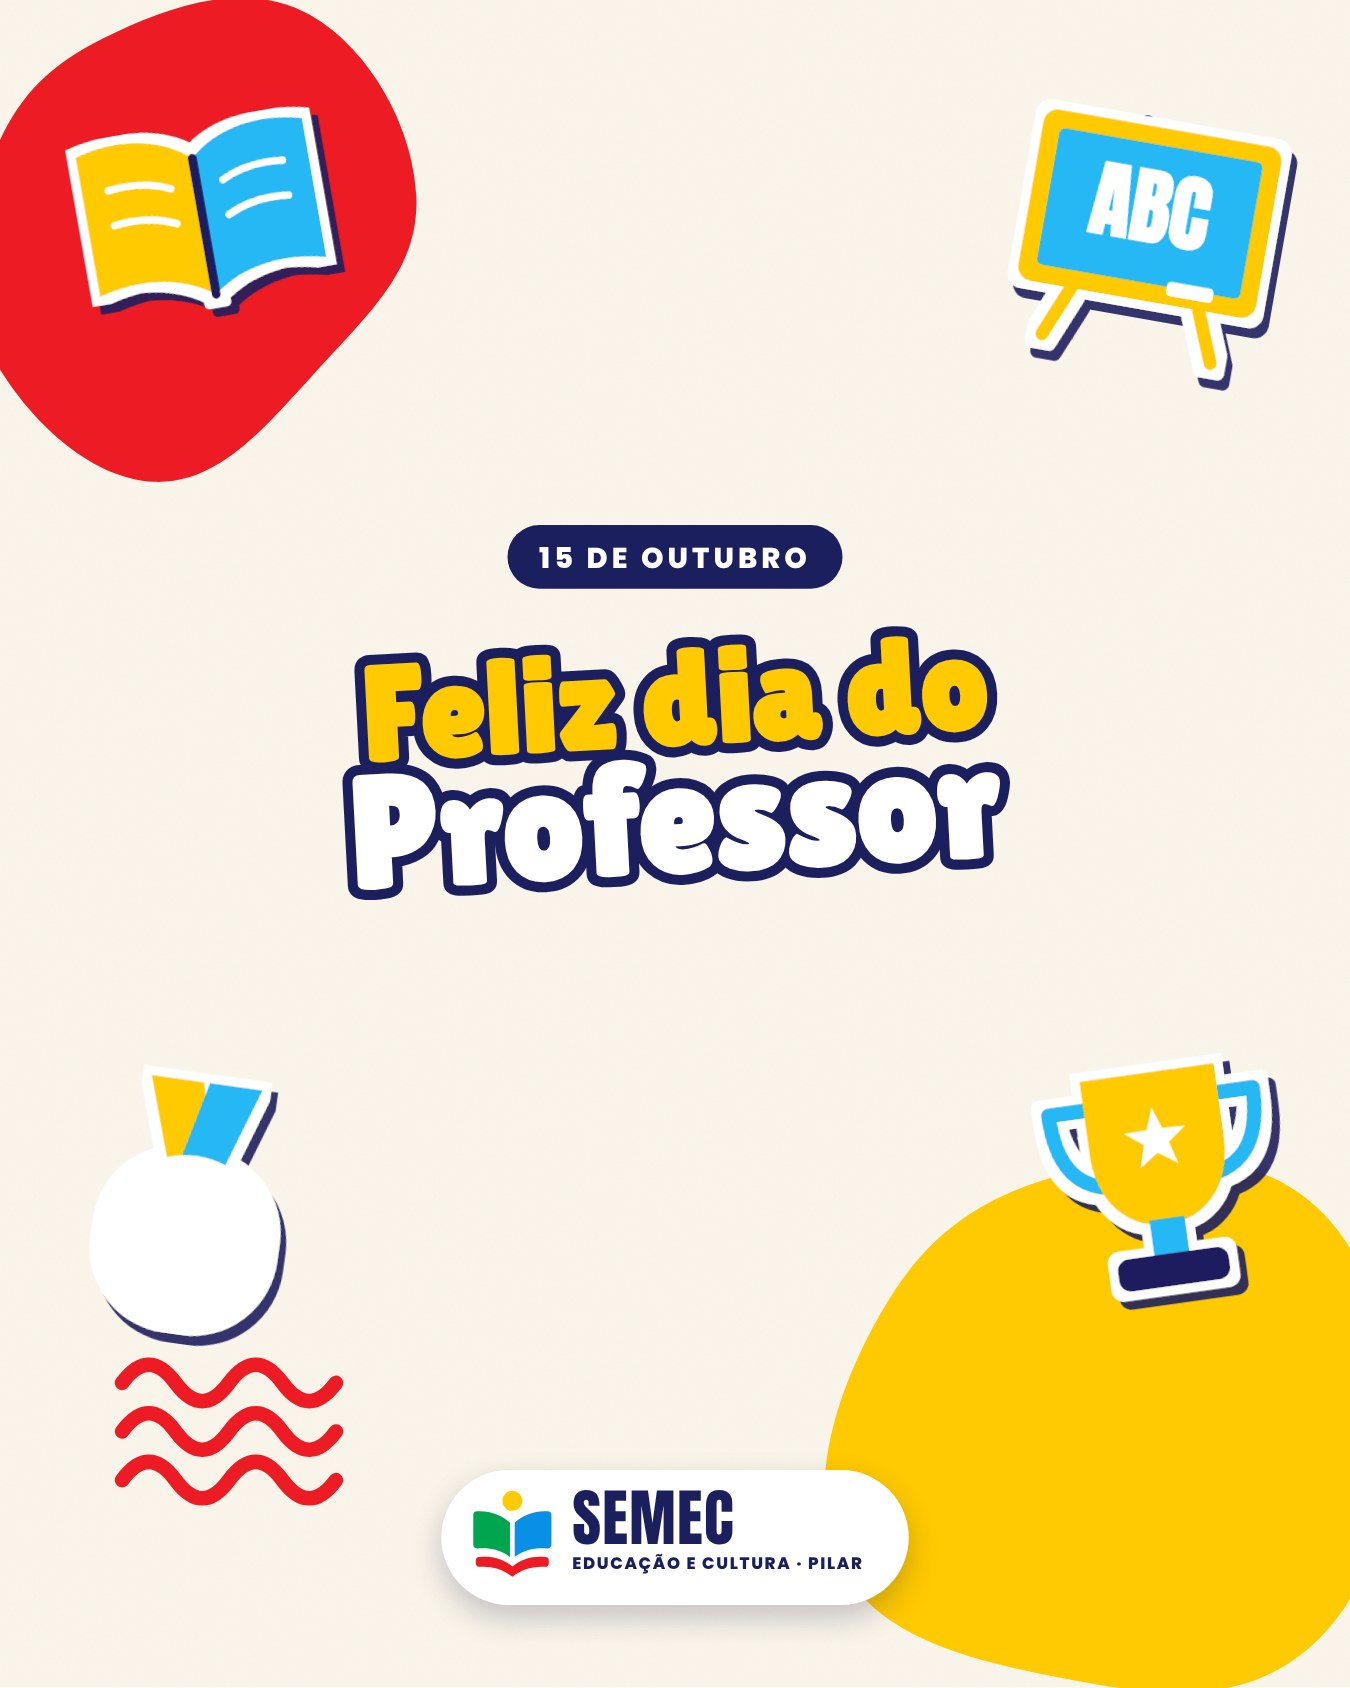 ABC
15 DE OUTUBRO
Feliz dia do
Professor
SEMEC
EDUCAÇÃO E CULTURA · PILAR